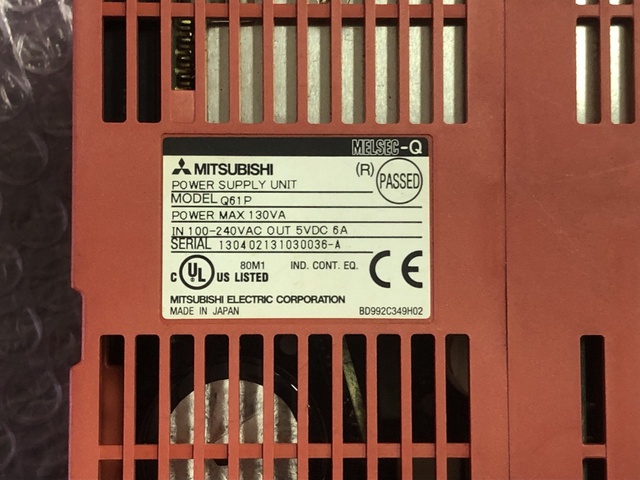 MELSEC-Q
MITSUBISHI
(R) PASSED
POWER SUPPLY UNIT
MODEL Q61P
POWER MAX 130VA
IN 100-240VAC OUT 5VDC 6A
SERIAL 130402131030036-A
80M1 IND. CONT. EQ.
C UL US LISTED CE
MITSUBISHI ELECTRIC CORPORATION
MADE IN JAPAN BD992C349H02